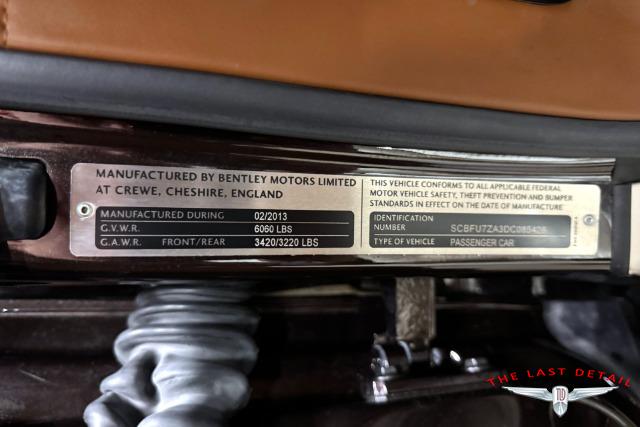 MANUFACTURED BY BENTLEY MOTORS LIMITED
AT CREWE, CHESHIRE, ENGLAND
MANUFACTURED DURING 02/2013
G.V.W.R. 6060 LBS
G.A.W.R. FRONT/REAR 3420/3220 LBS
THIS VEHICLE CONFORMS TO ALL APPLICABLE FEDERAL
MOTOR VEHICLE SAFETY, THEFT PREVENTION AND BUMPER
STANDARDS IN EFFECT ON THE DATE OF MANUFACTURE
IDENTIFICATION
NUMBER
TYPE OF VEHICLE PASSENGER CAR
THE LAST DETAIL
TLD